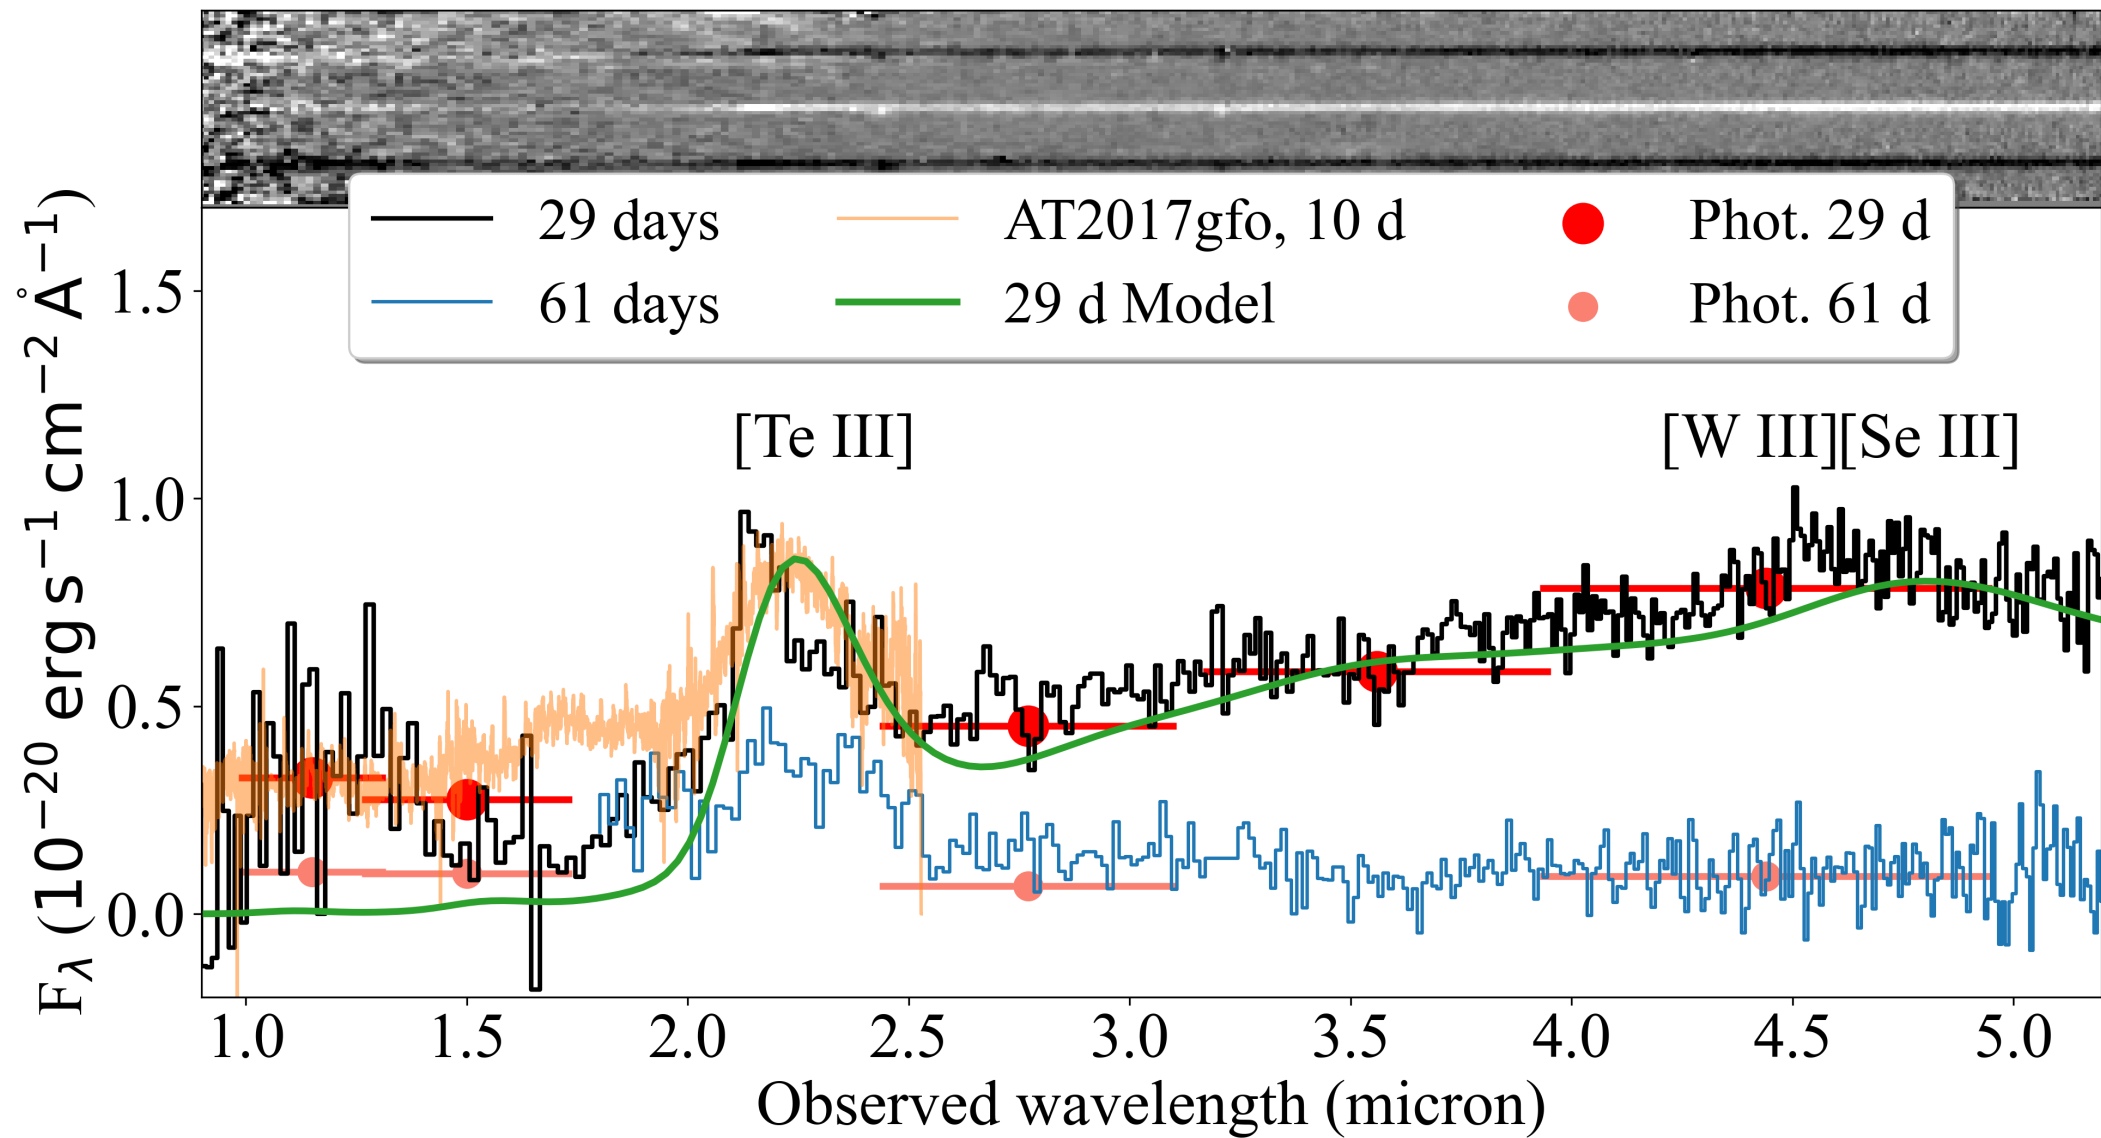 29 days
AT2017gfo, 10 d
Phot. 29 d
61 days
29 d Model
Phot. 61 d
[Te III]
[W III][Se III]
1.5
1.0
0.5
0.0
F_λ (10^−20 erg s^−1 cm^−2 Å^−1)
1.0 1.5 2.0 2.5 3.0 3.5 4.0 4.5 5.0
Observed wavelength (micron)